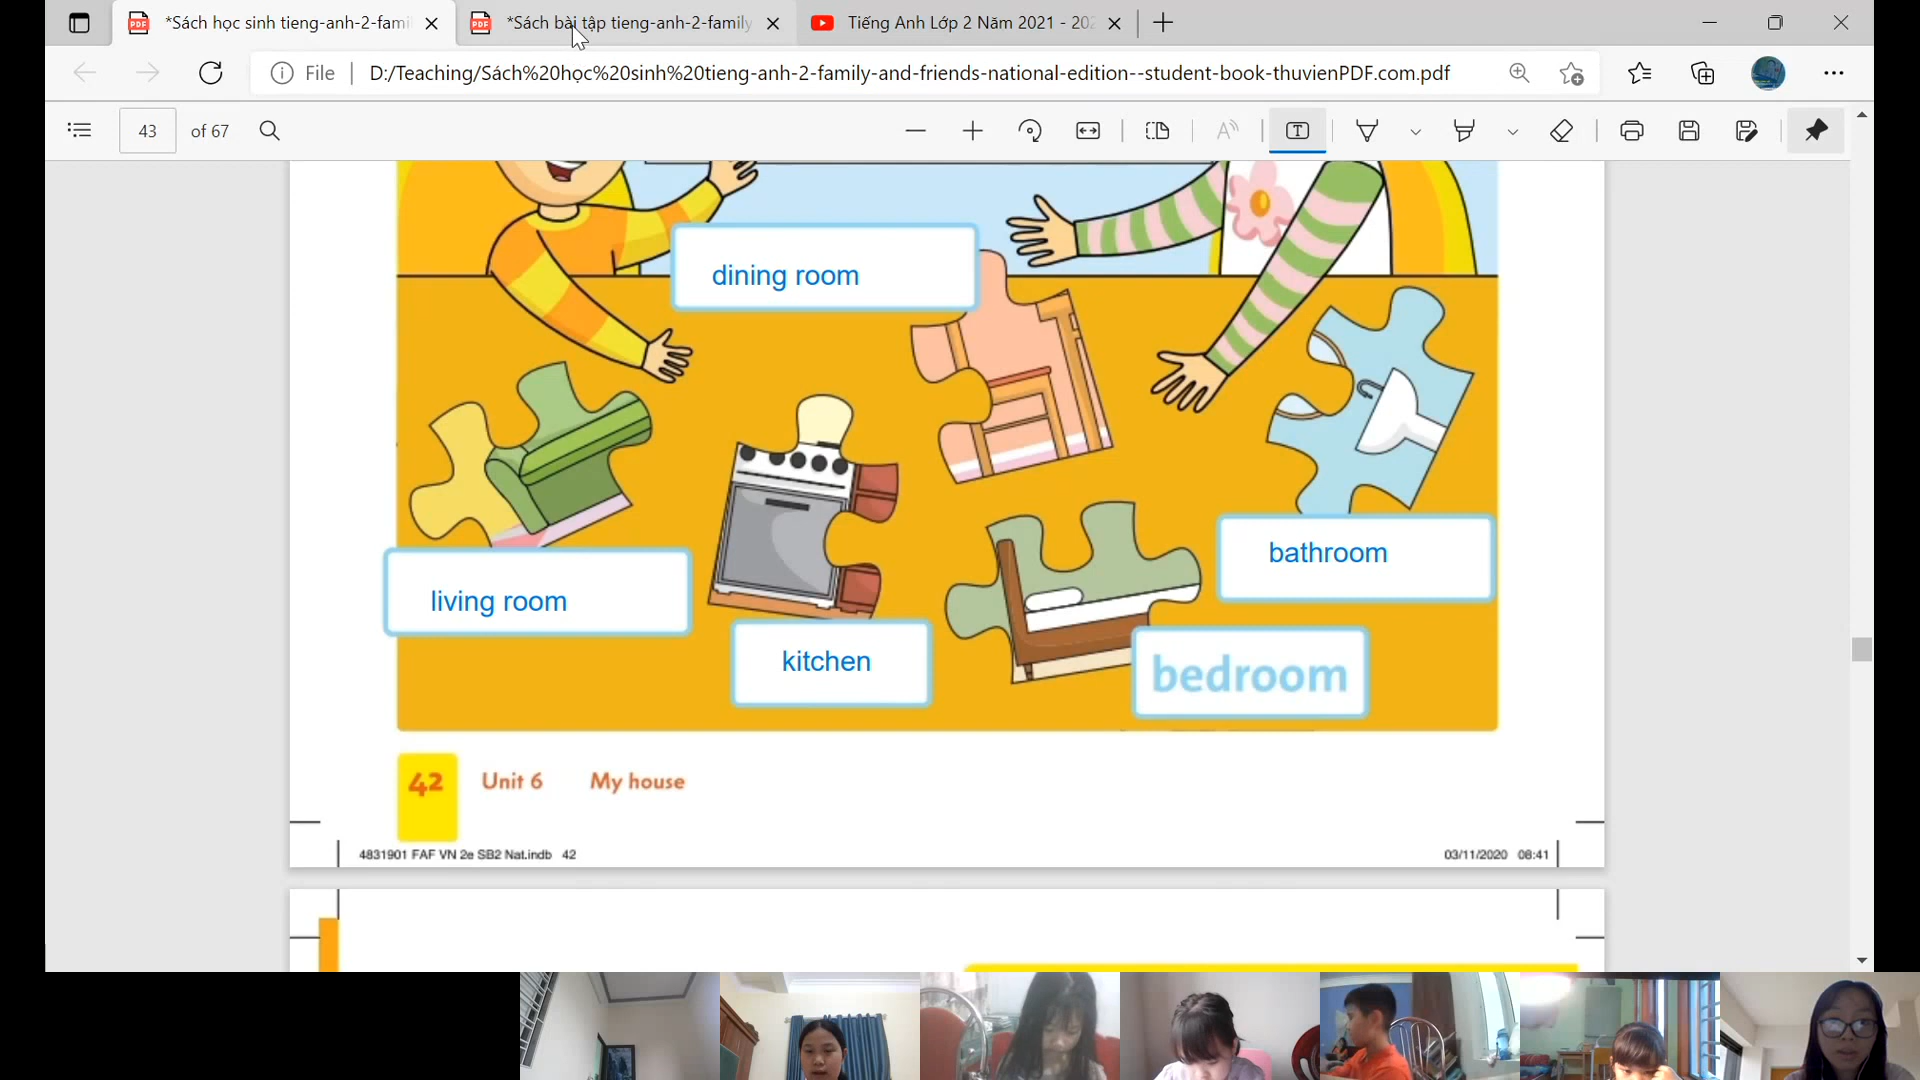 *Sách học sinh tieng-anh-2-fami
*Sách bài tập tieng-anh-2-family
Tiếng Anh Lớp 2 Năm 2021 - 202
File
D:/Teaching/Sách%20học%20sinh%20tieng-anh-2-family-and-friends-national-edition--student-book-thuvienPDF.com.pdf
43 of 67
dining room
bathroom
living room
kitchen
bedroom
42 Unit 6 My house
4831901 FAF VN 2e SB2 Nat.indb 42
03/11/2020 08:41